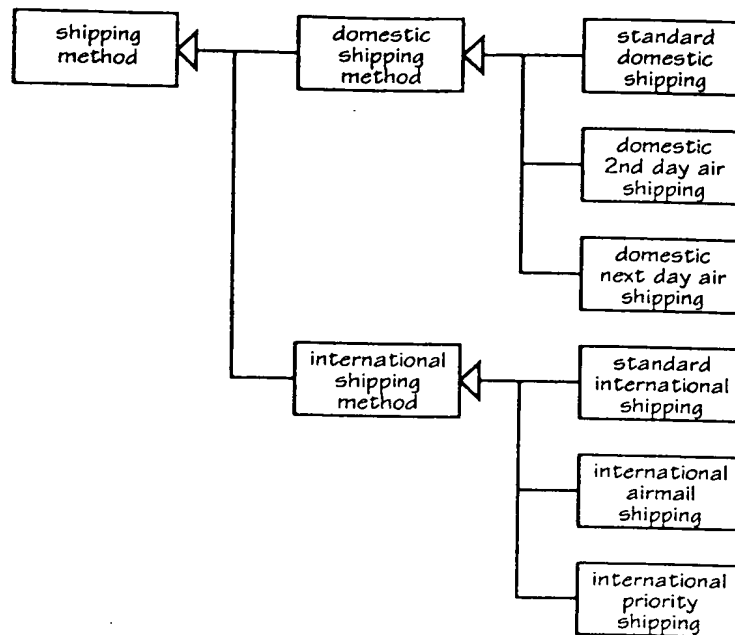 shipping
method
domestic
shipping
method
standard
domestic
shipping
domestic
2nd day air
shipping
domestic
next day air
shipping
international
shipping
method
standard
international
shipping
international
airmail
shipping
international
priority
shipping